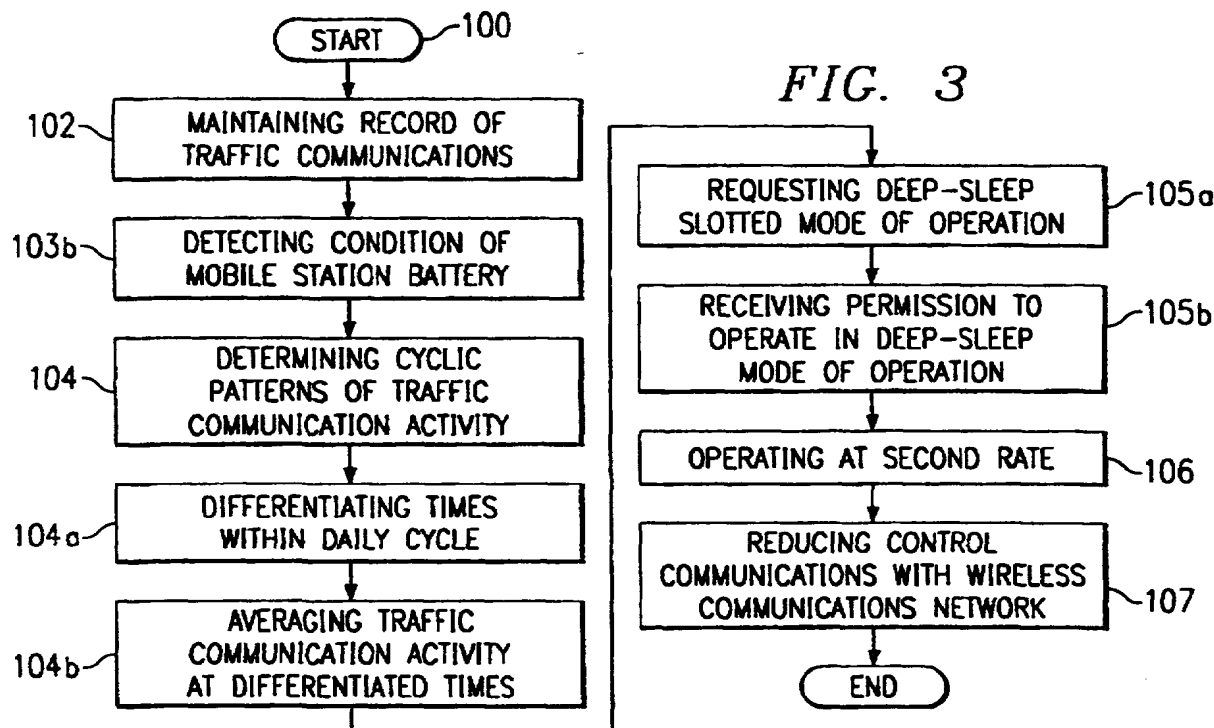 START
100
FIG. 3
102
MAINTAINING RECORD OF
TRAFFIC COMMUNICATIONS
103b
DETECTING CONDITION OF
MOBILE STATION BATTERY
104
DETERMINING CYCLIC
PATTERNS OF TRAFFIC
COMMUNICATION ACTIVITY
104a
DIFFERENTIATING TIMES
WITHIN DAILY CYCLE
104b
AVERAGING TRAFFIC
COMMUNICATION ACTIVITY
AT DIFFERENTIATED TIMES
REQUESTING DEEP-SLEEP
SLOTTED MODE OF OPERATION
105a
RECEIVING PERMISSION TO
OPERATE IN DEEP-SLEEP
MODE OF OPERATION
105b
OPERATING AT SECOND RATE
106
REDUCING CONTROL
COMMUNICATIONS WITH WIRELESS
COMMUNICATIONS NETWORK
107
END